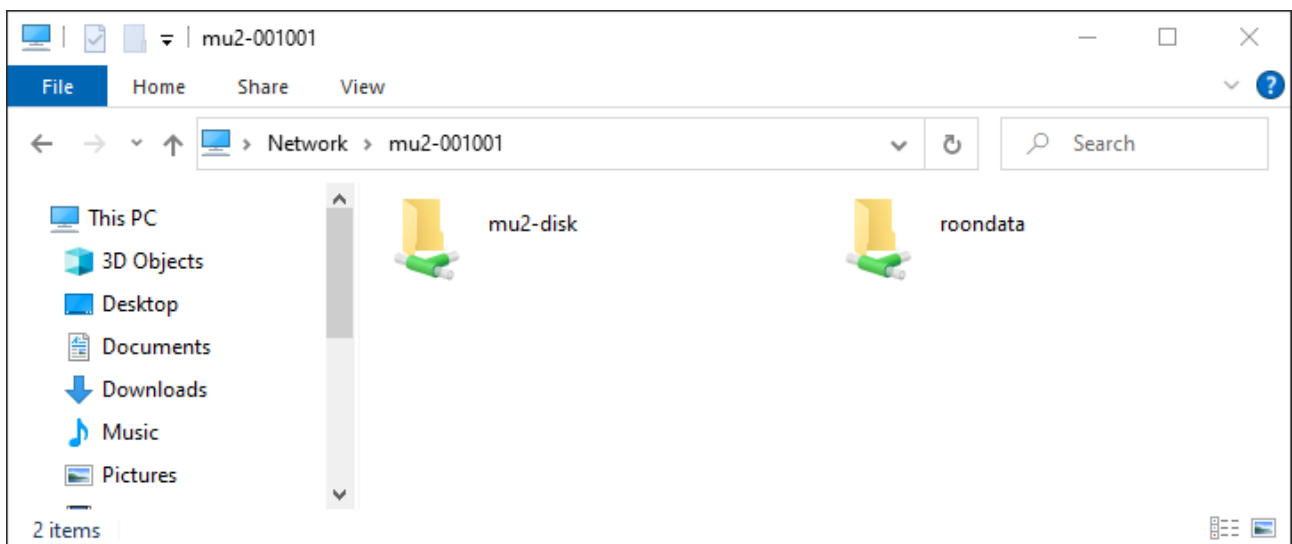 mu2-001001
File Home Share View ?
Network mu2-001001 Search
This PC
3D Objects
Desktop
Documents
Downloads
Music
Pictures
mu2-disk
roondata
2 items